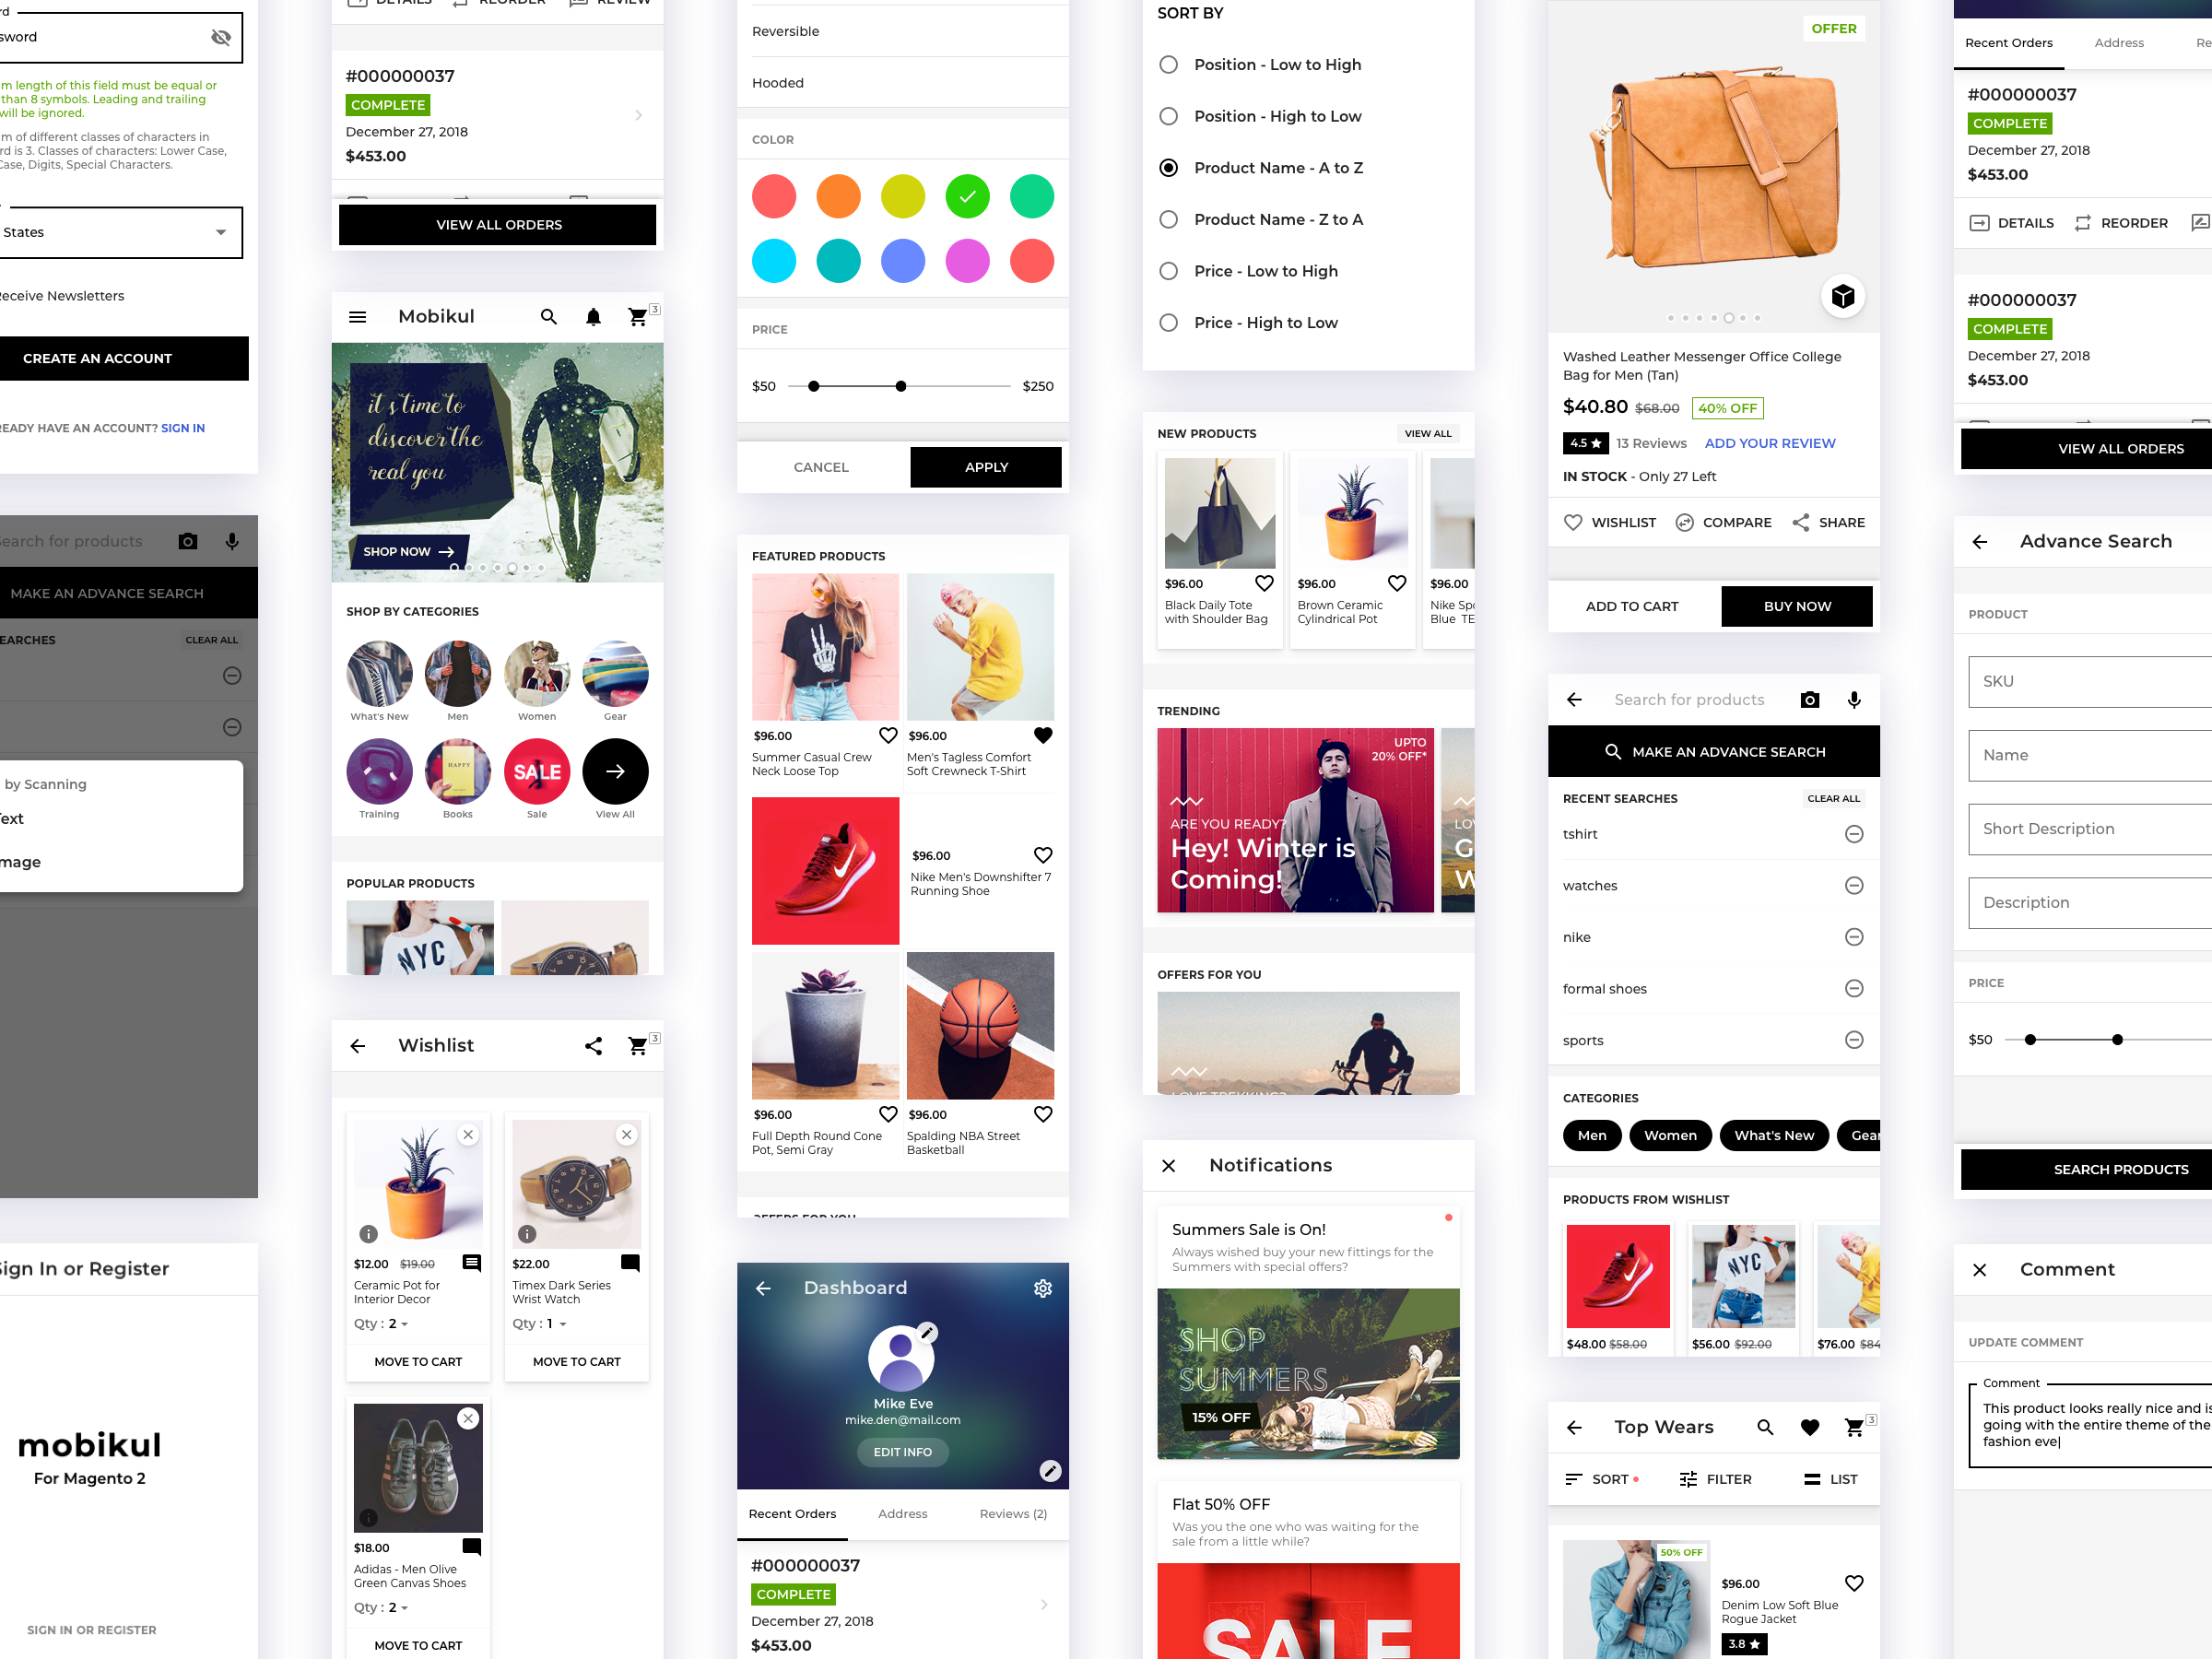 sword
m length of this field must be equal or
than 8 symbols. Leading and trailing
will be ignored.
m of different classes of characters in
rd is 3. Classes of characters: Lower Case,
Case, Digits, Special Characters.
States
Receive Newsletters
CREATE AN ACCOUNT
READY HAVE AN ACCOUNT? SIGN IN
Search for products
MAKE AN ADVANCE SEARCH
EARCHES
CLEAR ALL
by Scanning
Text
mage
Sign In or Register
mobikul
For Magento 2
SIGN IN OR REGISTER
DETAILS
REORDER
REVIEW
#000000037
COMPLETE
December 27, 2018
$453.00
VIEW ALL ORDERS
Mobikul
3
it's time to
discover the
real you
SHOP NOW
SHOP BY CATEGORIES
What's New
Men
Women
Gear
HAPPY
SALE
Training
Books
Sale
View All
POPULAR PRODUCTS
NYC
Wishlist
3
$12.00 $19.00
Ceramic Pot for
Interior Decor
Qty : 2
MOVE TO CART
$22.00
Timex Dark Series
Wrist Watch
Qty : 1
MOVE TO CART
$18.00
Adidas - Men Olive
Green Canvas Shoes
Qty : 2
MOVE TO CART
Reversible
Hooded
COLOR
PRICE
$50
$250
CANCEL
APPLY
FEATURED PRODUCTS
$96.00
Summer Casual Crew
Neck Loose Top
$96.00
Men's Tagless Comfort
Soft Crewneck T-Shirt
$96.00
Nike Men's Downshifter 7
Running Shoe
$96.00
Full Depth Round Cone
Pot, Semi Gray
$96.00
Spalding NBA Street
Basketball
OFFERS FOR YOU
Dashboard
Mike Eve
mike.den@mail.com
EDIT INFO
Recent Orders
Address
Reviews (2)
#000000037
COMPLETE
December 27, 2018
$453.00
SORT BY
Position - Low to High
Position - High to Low
Product Name - A to Z
Product Name - Z to A
Price - Low to High
Price - High to Low
NEW PRODUCTS
VIEW ALL
$96.00
Black Daily Tote
with Shoulder Bag
$96.00
Brown Ceramic
Cylindrical Pot
$96.00
Nike Spo
Blue TE
TRENDING
UPTO
20% OFF*
ARE YOU READY?
Hey! Winter is
Coming!
LOV
G
W
OFFERS FOR YOU
LOVE TREKKING?
Notifications
Summers Sale is On!
Always wished buy your new fittings for the
Summers with special offers?
SHOP
SUMMERS
15% OFF
Flat 50% OFF
Was you the one who was waiting for the
sale from a little while?
SALE
OFFER
Washed Leather Messenger Office College
Bag for Men (Tan)
$40.80 $68.00 40% OFF
4.5 13 Reviews ADD YOUR REVIEW
IN STOCK - Only 27 Left
WISHLIST
COMPARE
SHARE
ADD TO CART
BUY NOW
Search for products
MAKE AN ADVANCE SEARCH
RECENT SEARCHES
CLEAR ALL
tshirt
watches
nike
formal shoes
sports
CATEGORIES
Men
Women
What's New
Gear
PRODUCTS FROM WISHLIST
NYC
$48.00 $58.00
$56.00 $92.00
$76.00 $84
Top Wears
3
SORT
FILTER
LIST
50% OFF
$96.00
Denim Low Soft Blue
Rogue Jacket
3.8
Recent Orders
Address
Re
#000000037
COMPLETE
December 27, 2018
$453.00
DETAILS
REORDER
#000000037
COMPLETE
December 27, 2018
$453.00
VIEW ALL ORDERS
Advance Search
PRODUCT
SKU
Name
Short Description
Description
PRICE
$50
SEARCH PRODUCTS
Comment
UPDATE COMMENT
Comment
This product looks really nice and is
going with the entire theme of the
fashion eve